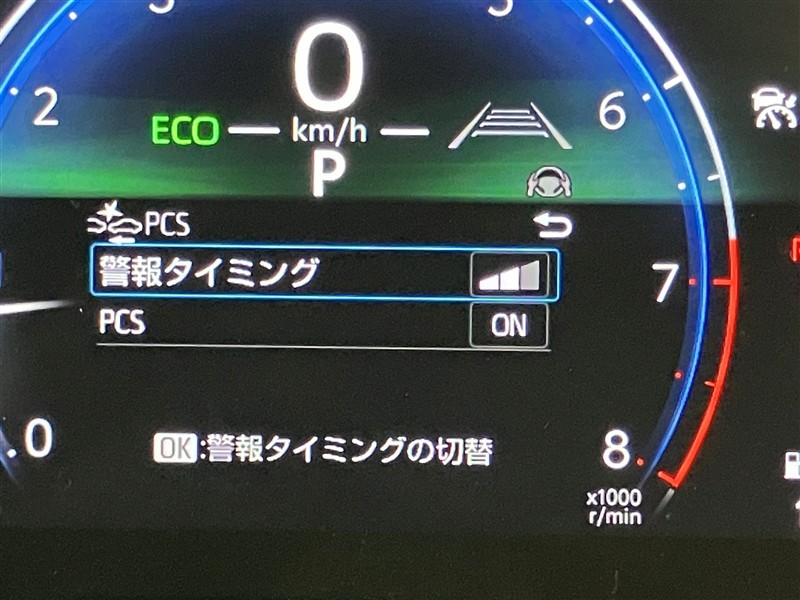 0
2
6
ECO
km/h
P
PCS
警報タイミング
7
PCS
ON
.0
OK:警報タイミングの切替
8
x1000
r/min